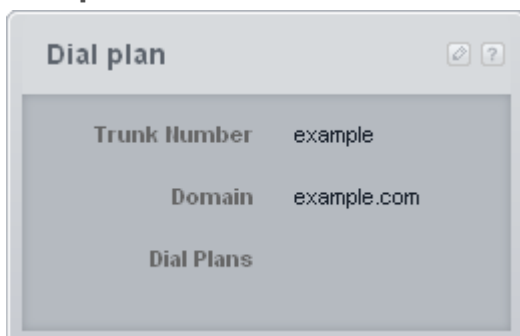 Dial plan
Trunk Number example
Domain example.com
Dial Plans